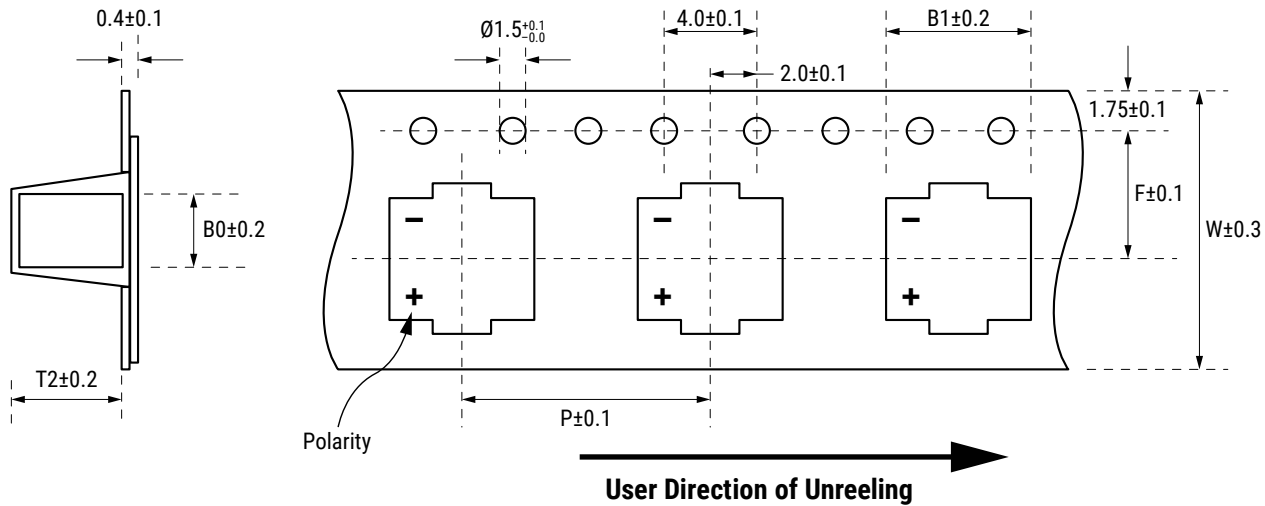 0.4±0.1
Ø1.5+0.1−0.0
4.0±0.1
B1±0.2
2.0±0.1
1.75±0.1
B0±0.2
F±0.1
W±0.3
−
−
−
+
+
+
T2±0.2
P±0.1
Polarity
User Direction of Unreeling